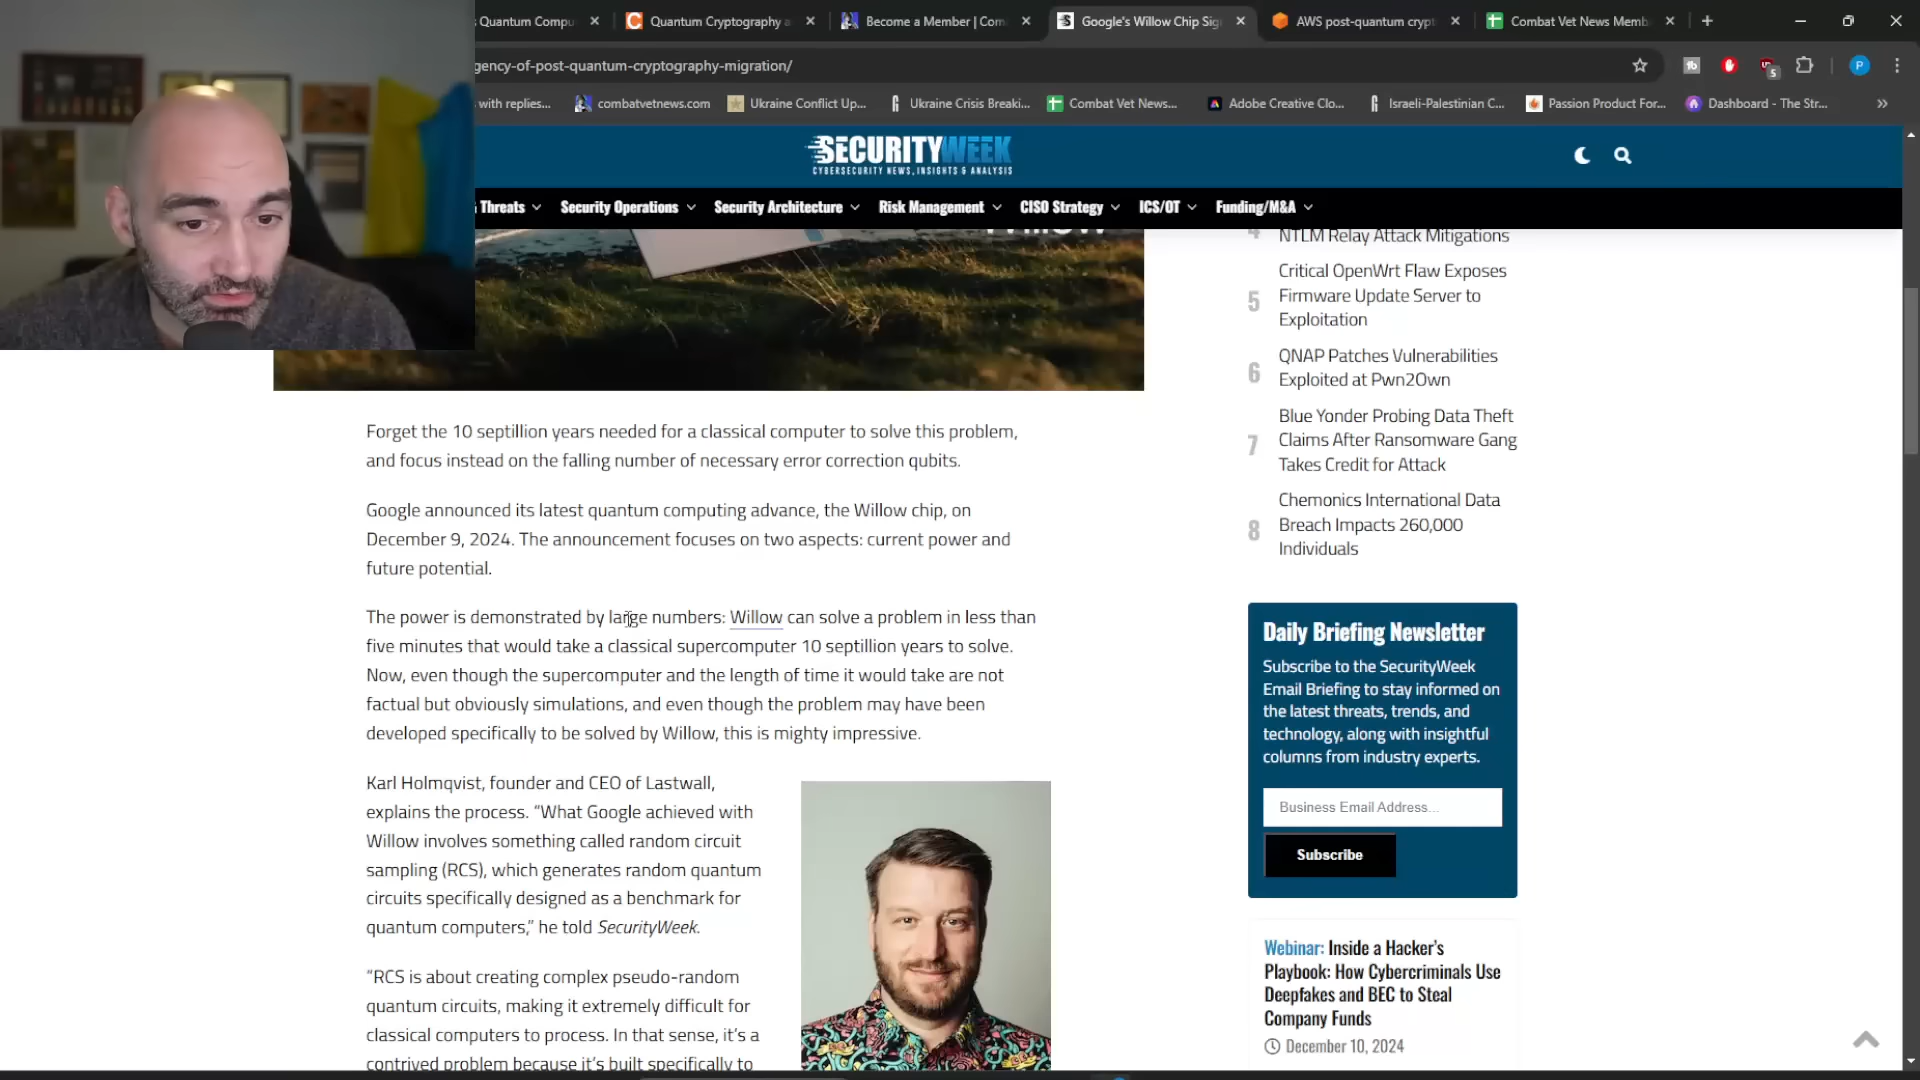 s Quantum Compu
Quantum Cryptography a
Become a Member | Com
Google's Willow Chip Sig
AWS post-quantum crypt
Combat Vet News Memb
gency-of-post-quantum-cryptography-migration/
5
P
with replies...
combatvetnews.com
Ukraine Conflict Up...
Ukraine Crisis Breaki...
Combat Vet News...
Adobe Creative Clo...
Israeli-Palestinian C...
Passion Product For...
Dashboard - The Str...
SECURITYWEEK
CYBERSECURITY NEWS, INSIGHTS & ANALYSIS
Threats
Security Operations
Security Architecture
Risk Management
CISO Strategy
ICS/OT
Funding/M&A
Forget the 10 septillion years needed for a classical computer to solve this problem,
and focus instead on the falling number of necessary error correction qubits.
Google announced its latest quantum computing advance, the Willow chip, on
December 9, 2024. The announcement focuses on two aspects: current power and
future potential.
The power is demonstrated by large numbers: Willow can solve a problem in less than
five minutes that would take a classical supercomputer 10 septillion years to solve.
Now, even though the supercomputer and the length of time it would take are not
factual but obviously simulations, and even though the problem may have been
developed specifically to be solved by Willow, this is mighty impressive.
Karl Holmqvist, founder and CEO of Lastwall,
explains the process. “What Google achieved with
Willow involves something called random circuit
sampling (RCS), which generates random quantum
circuits specifically designed as a benchmark for
quantum computers,” he told SecurityWeek.
“RCS is about creating complex pseudo-random
quantum circuits, making it extremely difficult for
classical computers to process. In that sense, it’s a
contrived problem because it’s built specifically to
4 NTLM Relay Attack Mitigations
5 Critical OpenWrt Flaw Exposes
Firmware Update Server to
Exploitation
6 QNAP Patches Vulnerabilities
Exploited at Pwn2Own
7 Blue Yonder Probing Data Theft
Claims After Ransomware Gang
Takes Credit for Attack
8 Chemonics International Data
Breach Impacts 260,000
Individuals
Daily Briefing Newsletter
Subscribe to the SecurityWeek
Email Briefing to stay informed on
the latest threats, trends, and
technology, along with insightful
columns from industry experts.
Business Email Address...
Subscribe
Webinar: Inside a Hacker’s
Playbook: How Cybercriminals Use
Deepfakes and BEC to Steal
Company Funds
December 10, 2024